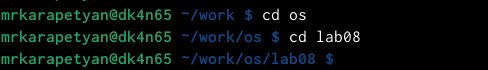 mrkarapetyan@dk4n65 ~/work $ cd os
mrkarapetyan@dk4n65 ~/work/os $ cd lab08
mrkarapetyan@dk4n65 ~/work/os/lab08 $